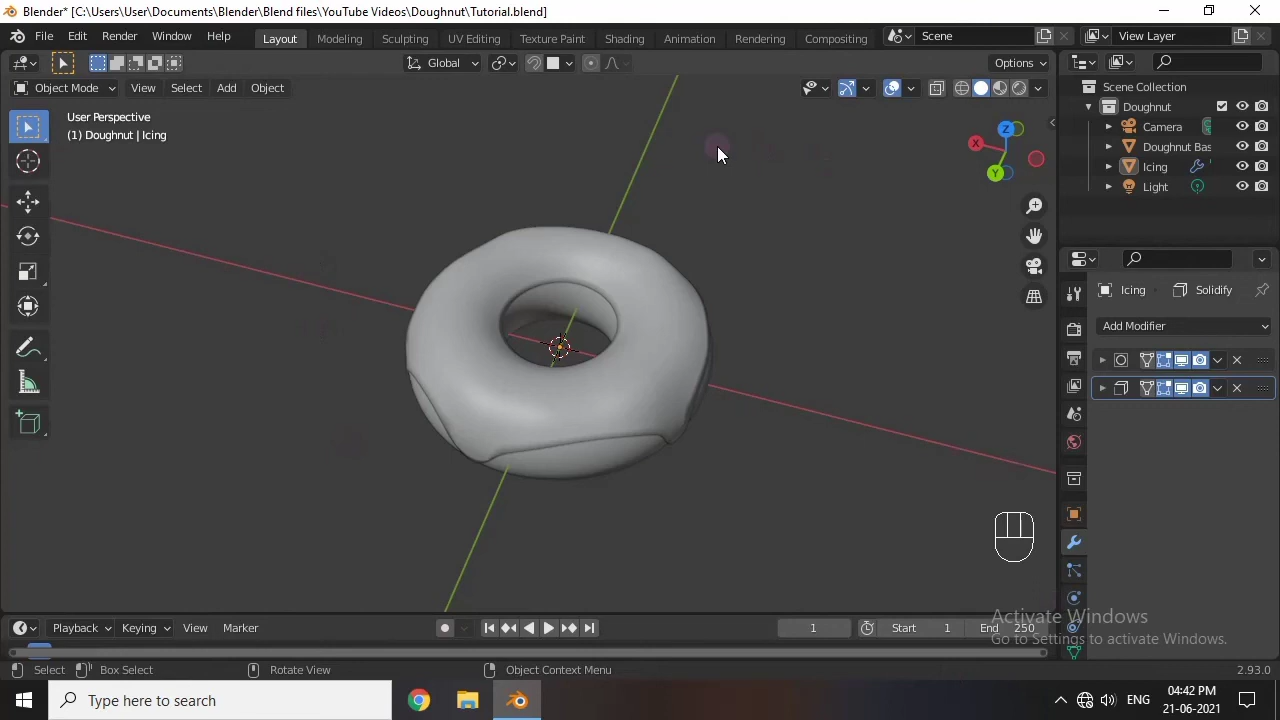 Blender* [C:\Users\User\Documents\Blender\Blend files\YouTube Videos\Doughnut\Tutorial.blend]
File Edit Render Window Help Layout Modeling Sculpting UV Editing Texture Paint Shading Animation Rendering Compositing Scene View Layer
Global Options
Object Mode View Select Add Object
Scene Collection
Doughnut
Camera
Doughnut Bas
Icing
Light
User Perspective
(1) Doughnut | Icing
X
Y
Z
Icing Solidify
Add Modifier
Activate Windows
Go to Settings to activate Windows.
Playback Keying View Marker 1 Start 1 End 250
Select Box Select Rotate View Object Context Menu 2.93.0
Type here to search
ENG
04:42 PM
21-06-2021